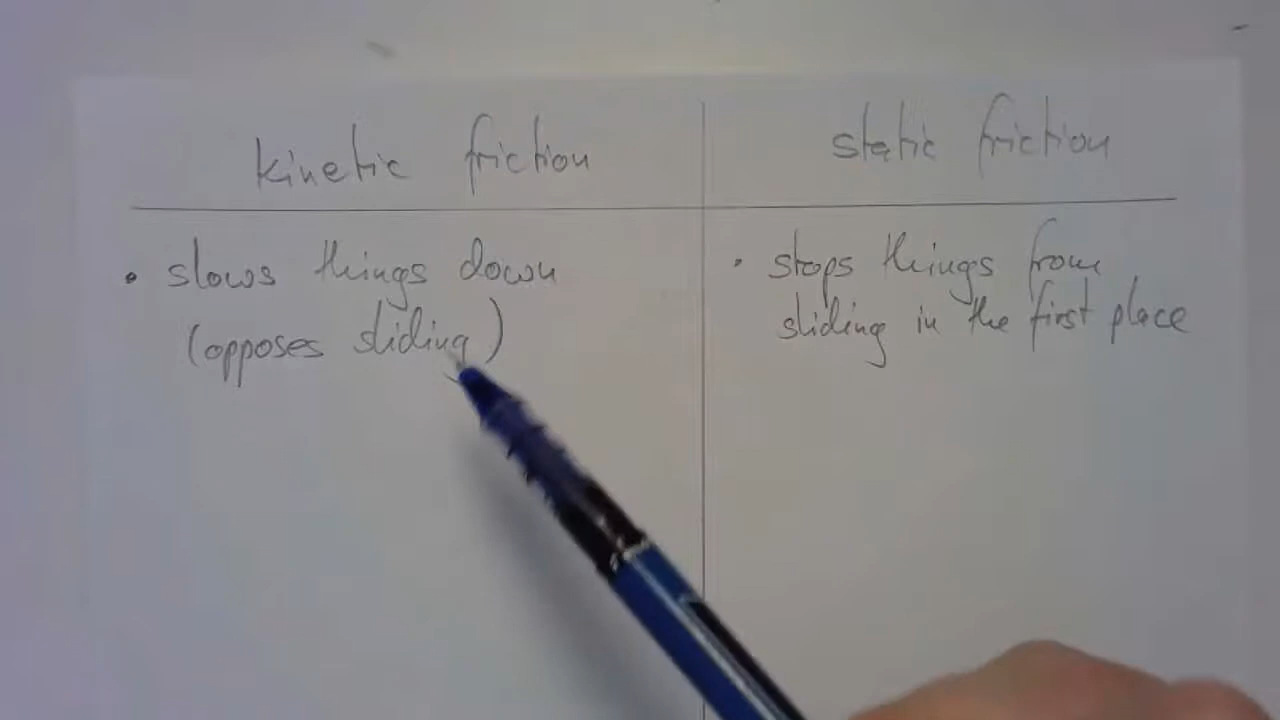 kinetic friction
static friction
• slows things down
(opposes sliding)
• stops things from
sliding in the first place